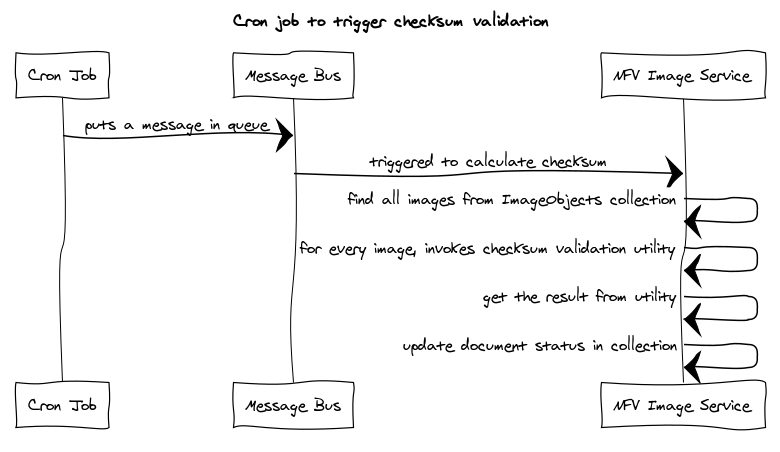 Cron job to trigger checksum validation
Cron Job
Message Bus
NFV Image Service
puts a message in queue
triggered to calculate checksum
find all images from ImageObjects collection
for every image, invokes checksum validation utility
get the result from utility
update document status in collection
Cron Job
Message Bus
NFV Image Service